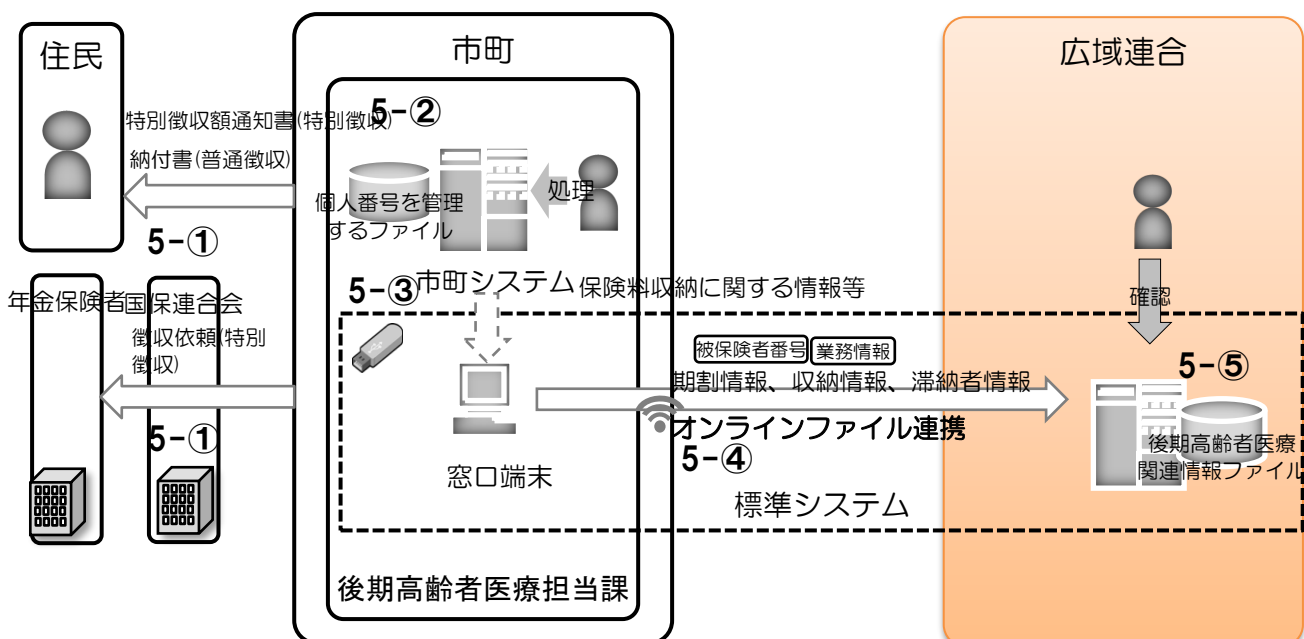 住民
市町
広域連合
特別徴収額通知書(特別徴収)
5-②
納付書(普通徴収)
処理
個人番号を管理
するファイル
5-①
市町システム
5-③
保険料収納に関する情報等
年金保険者
国保連合会
確認
徴収依頼(特別
徴収)
被保険者番号
業務情報
5-⑤
期割情報、収納情報、滞納者情報
オンラインファイル連携
5-①
5-④
後期高齢者医療
関連情報ファイル
窓口端末
標準システム
後期高齢者医療担当課